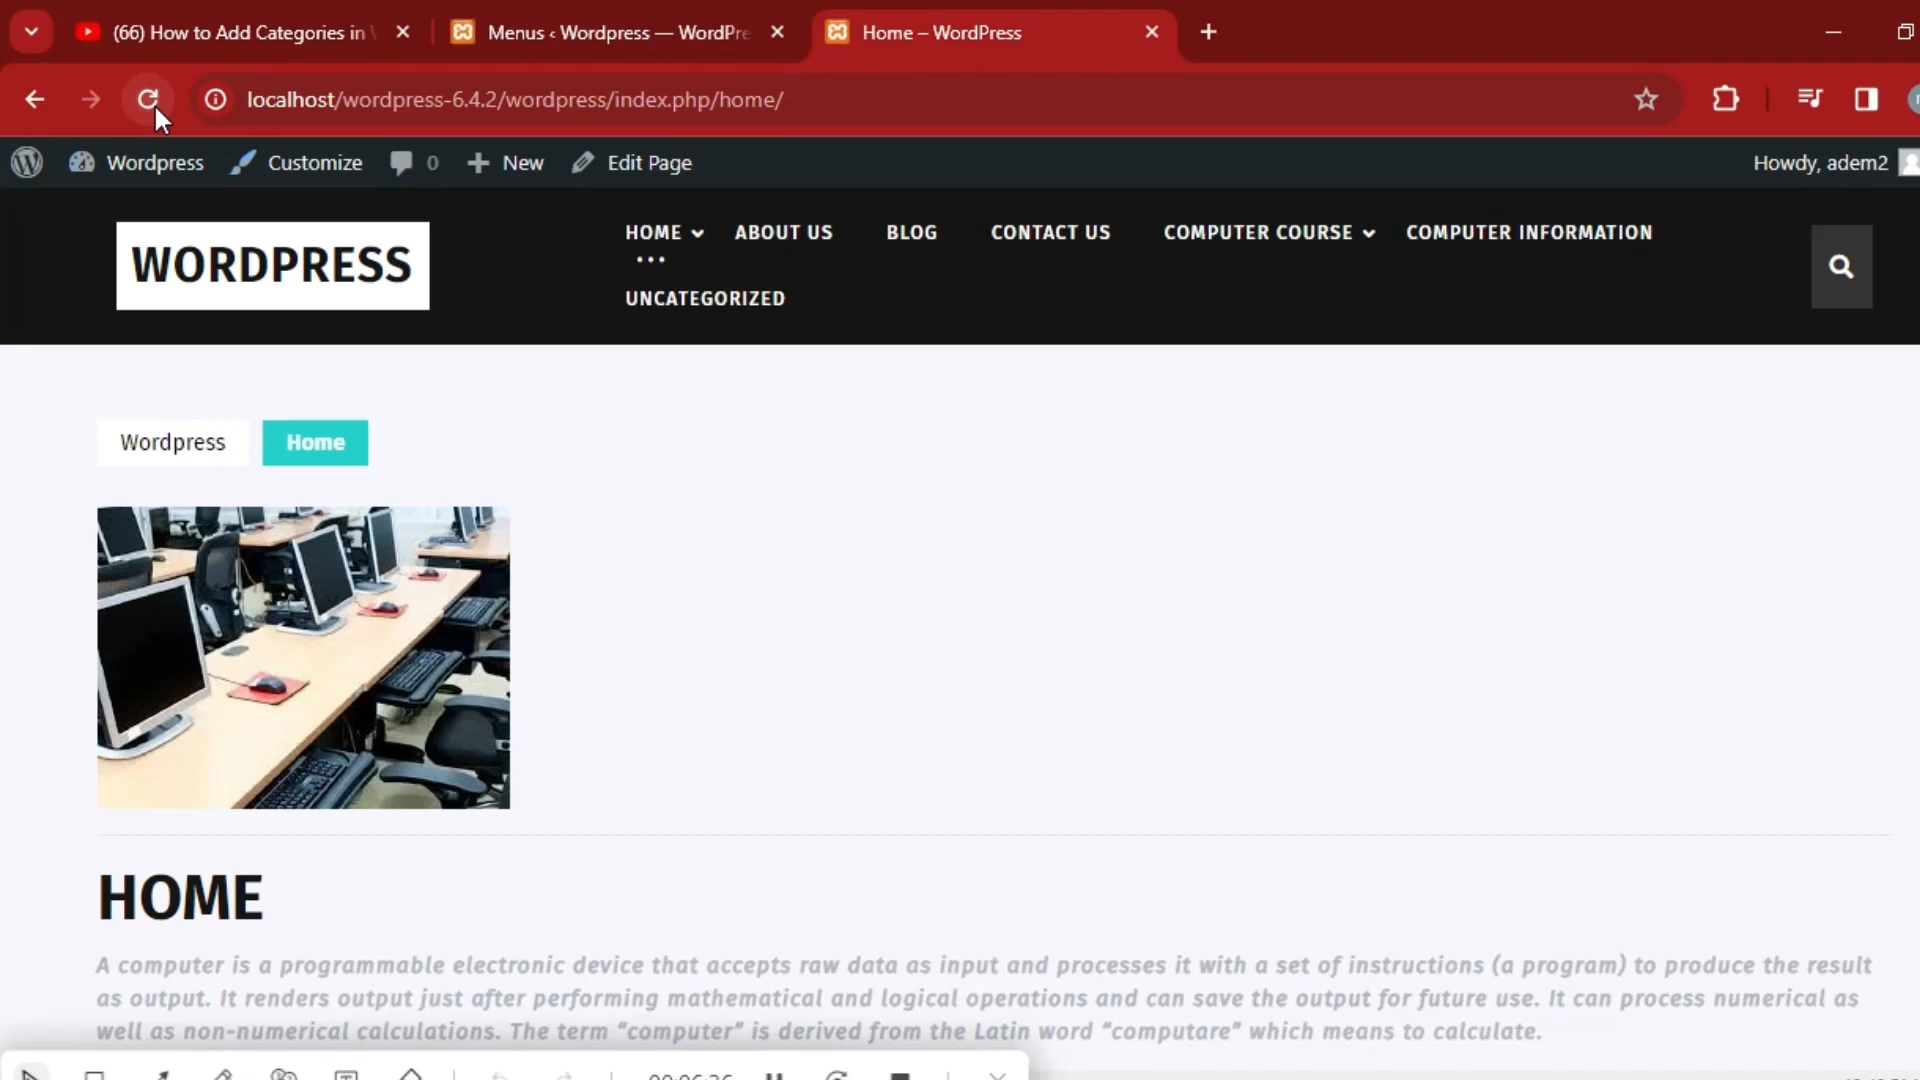 (66) How to Add Categories in
Menus ‹ Wordpress — WordPre
Home – WordPress
localhost/wordpress-6.4.2/wordpress/index.php/home/
Wordpress Customize 0 New Edit Page Howdy, adem2
WORDPRESS
HOME ABOUT US BLOG CONTACT US COMPUTER COURSE COMPUTER INFORMATION
UNCATEGORIZED
Wordpress Home
HOME
A computer is a programmable electronic device that accepts raw data as input and processes it with a set of instructions (a program) to produce the result
as output. It renders output just after performing mathematical and logical operations and can save the output for future use. It can process numerical as
well as non-numerical calculations. The term “computer” is derived from the Latin word “computare” which means to calculate.